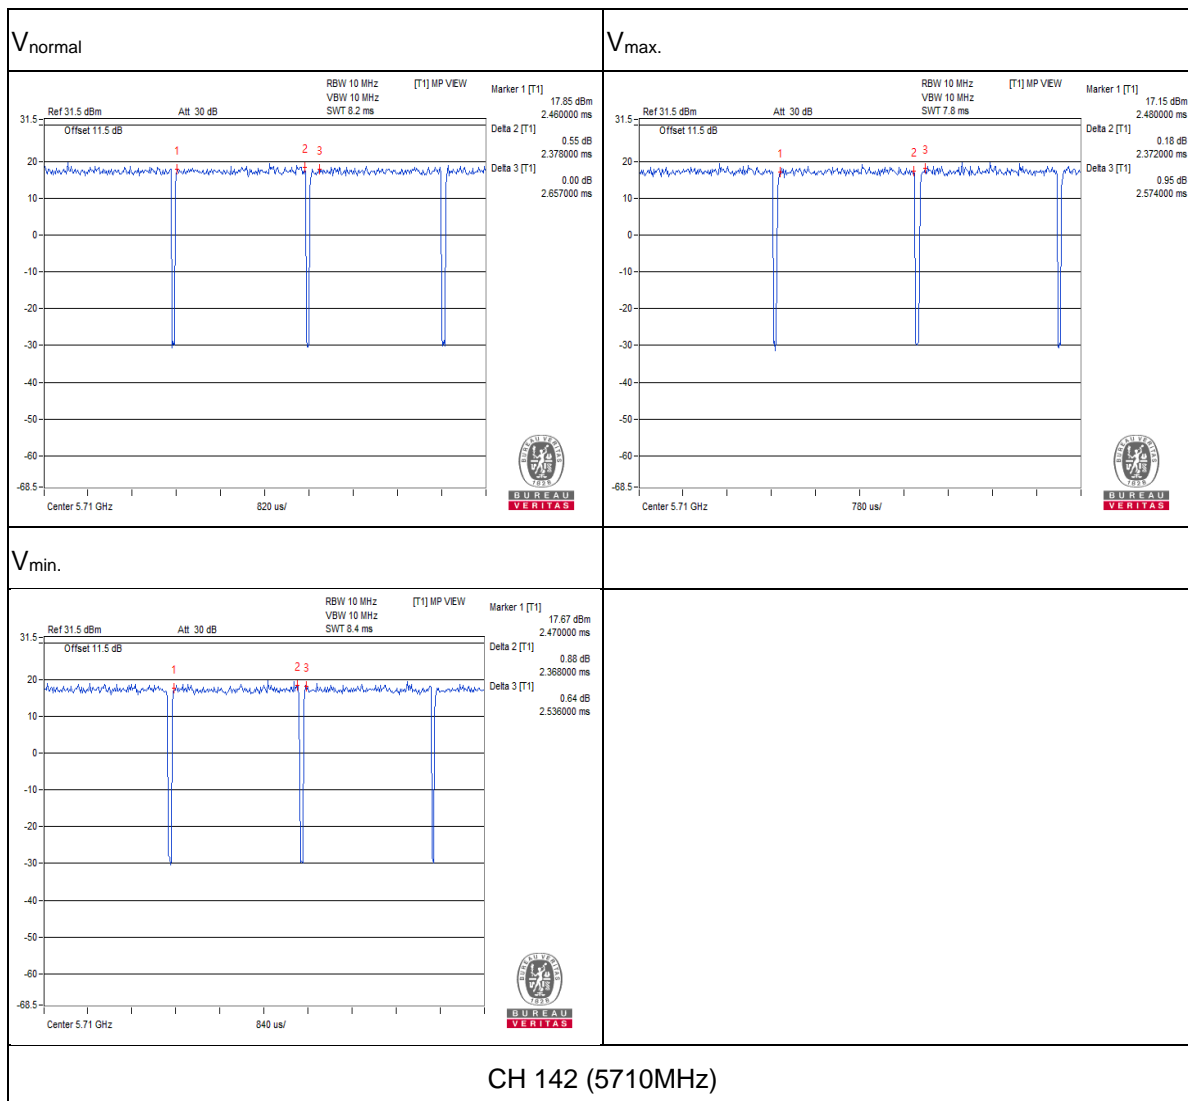 Vnormal
Vmax.
RBW 10 MHz [T1] MP VIEW
VBW 10 MHz
Ref 31.5 dBm Att 30 dB SWT 8.2 ms
Marker 1 [T1]
17.85 dBm
2.460000 ms
Delta 2 [T1]
0.55 dB
2.378000 ms
Delta 3 [T1]
0.00 dB
2.657000 ms
31.5
Offset 11.5 dB
1 2 3
20
10
0
-10
-20
-30
-40
-50
-60
-68.5
Center 5.71 GHz 820 us/
BUREAU VERITAS
1828
BUREAU
VERITAS
RBW 10 MHz [T1] MP VIEW
VBW 10 MHz
Ref 31.5 dBm Att 30 dB SWT 7.8 ms
Marker 1 [T1]
17.15 dBm
2.480000 ms
Delta 2 [T1]
0.18 dB
2.372000 ms
Delta 3 [T1]
0.95 dB
2.574000 ms
31.5
Offset 11.5 dB
1 2 3
20
10
0
-10
-20
-30
-40
-50
-60
-68.5
Center 5.71 GHz 780 us/
BUREAU VERITAS
1828
BUREAU
VERITAS
Vmin.
RBW 10 MHz [T1] MP VIEW
VBW 10 MHz
Ref 31.5 dBm Att 30 dB SWT 8.4 ms
Marker 1 [T1]
17.67 dBm
2.470000 ms
Delta 2 [T1]
0.88 dB
2.368000 ms
Delta 3 [T1]
0.64 dB
2.536000 ms
31.5
Offset 11.5 dB
1 2 3
20
10
0
-10
-20
-30
-40
-50
-60
-68.5
Center 5.71 GHz 840 us/
BUREAU VERITAS
1828
BUREAU
VERITAS
CH 142 (5710MHz)